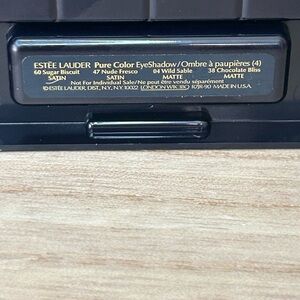 ESTĒE LAUDER Pure Color EyeShadow/Ombre à paupières (4)
60 Sugar Biscuit 47 Nude Fresco 04 Wild Sable 38 Chocolate Bliss
SATIN SATIN MATTE MATTE
Not For Individual Sale/Ne peut être vendu séparément
©ESTĒE LAUDER, DIST., N.Y., N.Y. 10022 LONDON W1K 3BQ MADE IN U.S.A.